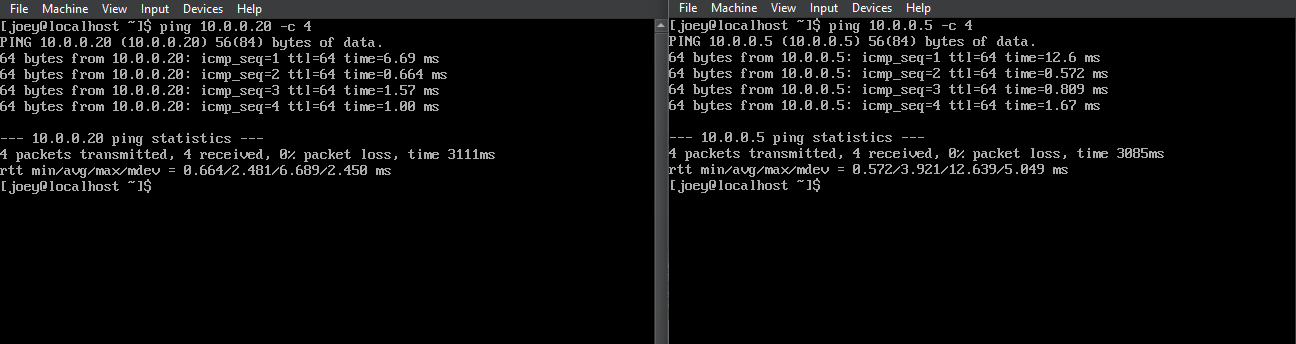 File Machine View Input Devices Help
[joey@localhost ~]$ ping 10.0.0.20 -c 4
PING 10.0.0.20 (10.0.0.20) 56(84) bytes of data.
64 bytes from 10.0.0.20: icmp_seq=1 ttl=64 time=6.69 ms
64 bytes from 10.0.0.20: icmp_seq=2 ttl=64 time=0.664 ms
64 bytes from 10.0.0.20: icmp_seq=3 ttl=64 time=1.57 ms
64 bytes from 10.0.0.20: icmp_seq=4 ttl=64 time=1.00 ms
--- 10.0.0.20 ping statistics ---
4 packets transmitted, 4 received, 0% packet loss, time 3111ms
rtt min/avg/max/mdev = 0.664/2.481/6.689/2.450 ms
[joey@localhost ~]$
File Machine View Input Devices Help
[joey@localhost ~]$ ping 10.0.0.5 -c 4
PING 10.0.0.5 (10.0.0.5) 56(84) bytes of data.
64 bytes from 10.0.0.5: icmp_seq=1 ttl=64 time=12.6 ms
64 bytes from 10.0.0.5: icmp_seq=2 ttl=64 time=0.572 ms
64 bytes from 10.0.0.5: icmp_seq=3 ttl=64 time=0.809 ms
64 bytes from 10.0.0.5: icmp_seq=4 ttl=64 time=1.67 ms
--- 10.0.0.5 ping statistics ---
4 packets transmitted, 4 received, 0% packet loss, time 3085ms
rtt min/avg/max/mdev = 0.572/3.921/12.639/5.049 ms
[joey@localhost ~]$